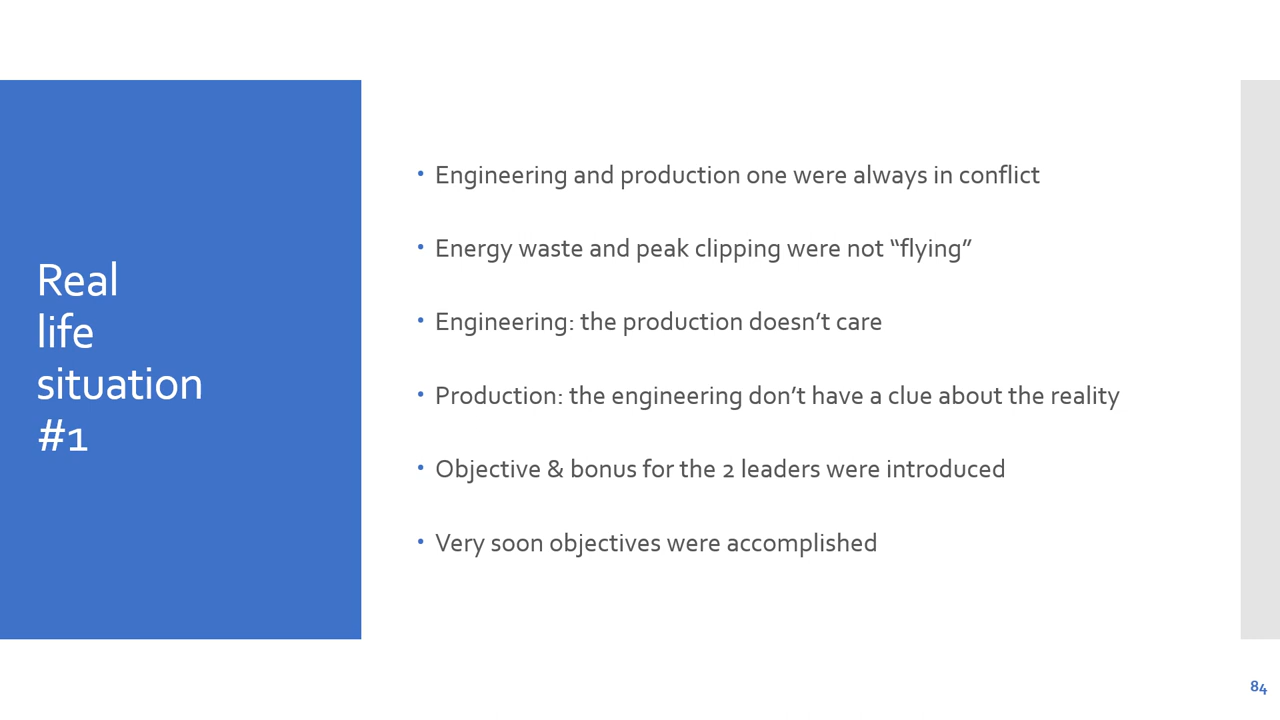 Real
life
situation
#1
• Engineering and production one were always in conflict
• Energy waste and peak clipping were not “flying”
• Engineering: the production doesn’t care
• Production: the engineering don’t have a clue about the reality
• Objective & bonus for the 2 leaders were introduced
• Very soon objectives were accomplished
84